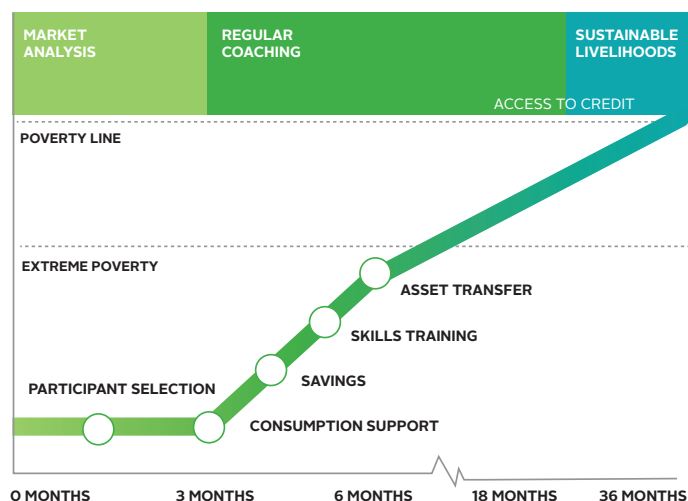 MARKET
ANALYSIS
REGULAR
COACHING
SUSTAINABLE
LIVELIHOODS
ACCESS TO CREDIT
POVERTY LINE
EXTREME POVERTY
ASSET TRANSFER
SKILLS TRAINING
SAVINGS
PARTICIPANT SELECTION
CONSUMPTION SUPPORT
0 MONTHS
3 MONTHS
6 MONTHS
18 MONTHS
36 MONTHS